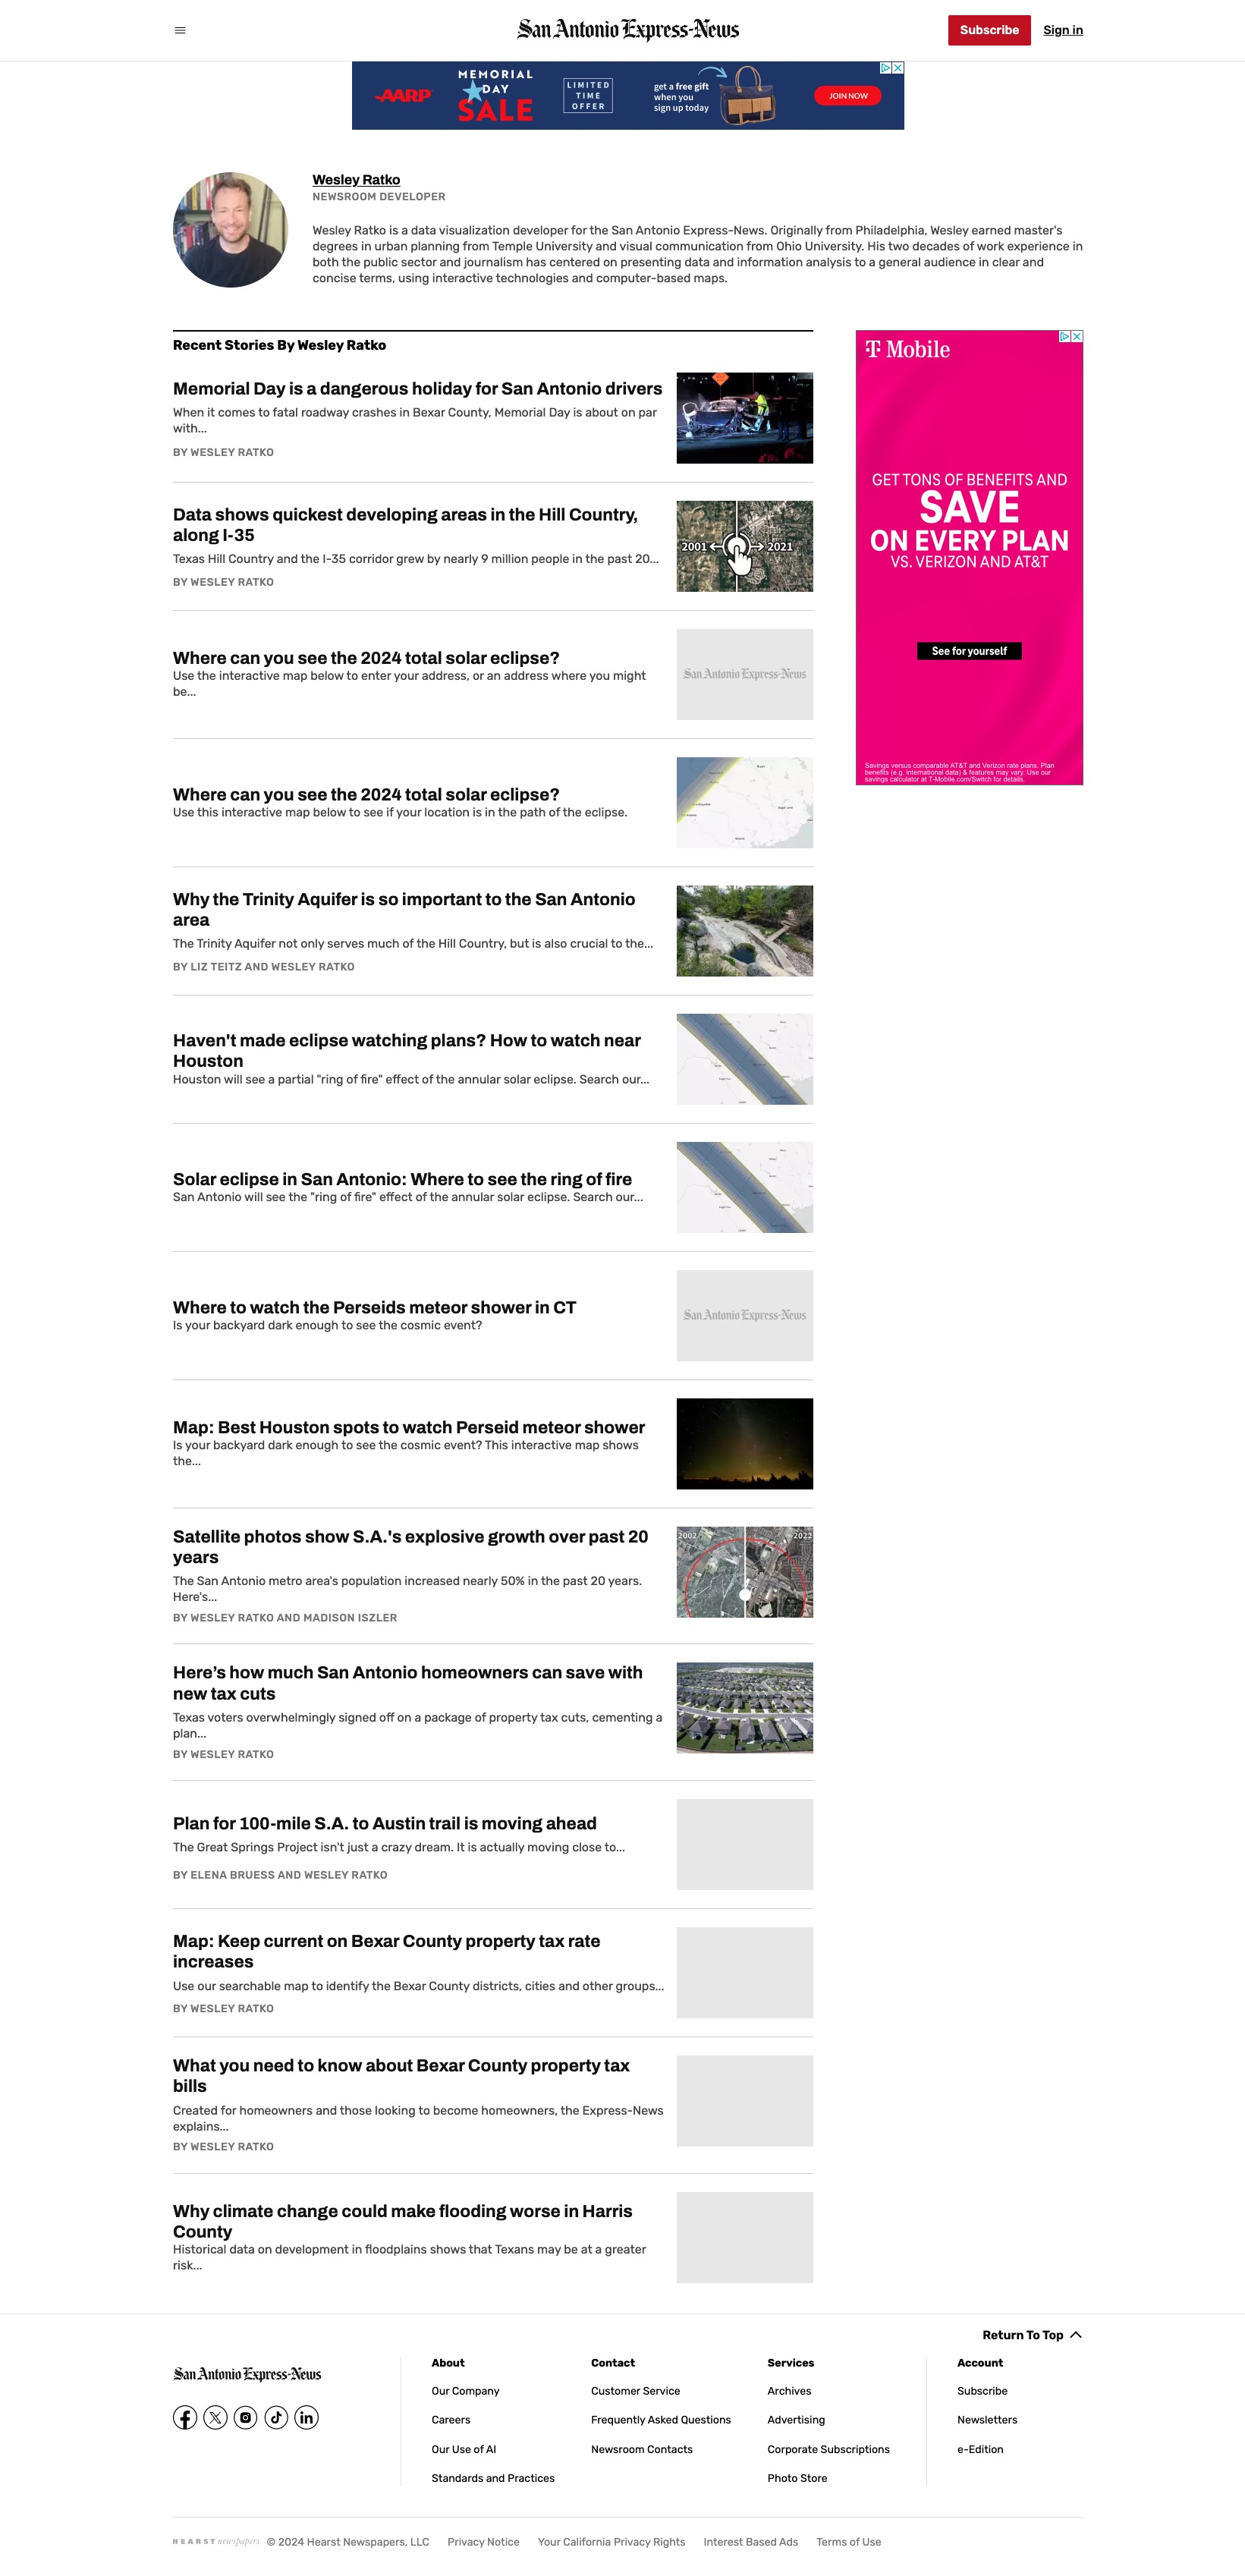 San Antonio Express-News
Subscribe
Sign in
AARP
MEMORIAL
DAY
SALE
LIMITED
TIME
OFFER
get a free gift
when you
sign up today
JOIN NOW
Wesley Ratko
NEWSROOM DEVELOPER
Wesley Ratko is a data visualization developer for the San Antonio Express-News. Originally from Philadelphia, Wesley earned master's
degrees in urban planning from Temple University and visual communication from Ohio University. His two decades of work experience in
both the public sector and journalism has centered on presenting data and information analysis to a general audience in clear and
concise terms, using interactive technologies and computer-based maps.
Recent Stories By Wesley Ratko
Memorial Day is a dangerous holiday for San Antonio drivers
When it comes to fatal roadway crashes in Bexar County, Memorial Day is about on par
with...
BY WESLEY RATKO
Data shows quickest developing areas in the Hill Country,
along I-35
Texas Hill Country and the I-35 corridor grew by nearly 9 million people in the past 20...
BY WESLEY RATKO
2001
2021
Where can you see the 2024 total solar eclipse?
Use the interactive map below to enter your address, or an address where you might
be...
San Antonio Express-News
Where can you see the 2024 total solar eclipse?
Use this interactive map below to see if your location is in the path of the eclipse.
Why the Trinity Aquifer is so important to the San Antonio
area
The Trinity Aquifer not only serves much of the Hill Country, but is also crucial to the...
BY LIZ TEITZ AND WESLEY RATKO
Haven't made eclipse watching plans? How to watch near
Houston
Houston will see a partial "ring of fire" effect of the annular solar eclipse. Search our...
Solar eclipse in San Antonio: Where to see the ring of fire
San Antonio will see the "ring of fire" effect of the annular solar eclipse. Search our...
Where to watch the Perseids meteor shower in CT
Is your backyard dark enough to see the cosmic event?
San Antonio Express-News
Map: Best Houston spots to watch Perseid meteor shower
Is your backyard dark enough to see the cosmic event? This interactive map shows
the...
Satellite photos show S.A.'s explosive growth over past 20
years
The San Antonio metro area's population increased nearly 50% in the past 20 years.
Here's...
BY WESLEY RATKO AND MADISON ISZLER
2002
2022
Here’s how much San Antonio homeowners can save with
new tax cuts
Texas voters overwhelmingly signed off on a package of property tax cuts, cementing a
plan...
BY WESLEY RATKO
Plan for 100-mile S.A. to Austin trail is moving ahead
The Great Springs Project isn't just a crazy dream. It is actually moving close to...
BY ELENA BRUESS AND WESLEY RATKO
Map: Keep current on Bexar County property tax rate
increases
Use our searchable map to identify the Bexar County districts, cities and other groups...
BY WESLEY RATKO
What you need to know about Bexar County property tax
bills
Created for homeowners and those looking to become homeowners, the Express-News
explains...
BY WESLEY RATKO
Why climate change could make flooding worse in Harris
County
Historical data on development in floodplains shows that Texans may be at a greater
risk...
T Mobile
GET TONS OF BENEFITS AND
SAVE
ON EVERY PLAN
VS. VERIZON AND AT&T
See for yourself
Savings versus comparable AT&T and Verizon rate plans. Plan
benefits (e.g. international data) & features may vary. Use our
savings calculator at T-Mobile.com/Switch for details.
Return To Top
San Antonio Express-News
About
Our Company
Careers
Our Use of AI
Standards and Practices
Contact
Customer Service
Frequently Asked Questions
Newsroom Contacts
Services
Archives
Advertising
Corporate Subscriptions
Photo Store
Account
Subscribe
Newsletters
e-Edition
HEARST newspapers © 2024 Hearst Newspapers, LLC Privacy Notice Your California Privacy Rights Interest Based Ads Terms of Use